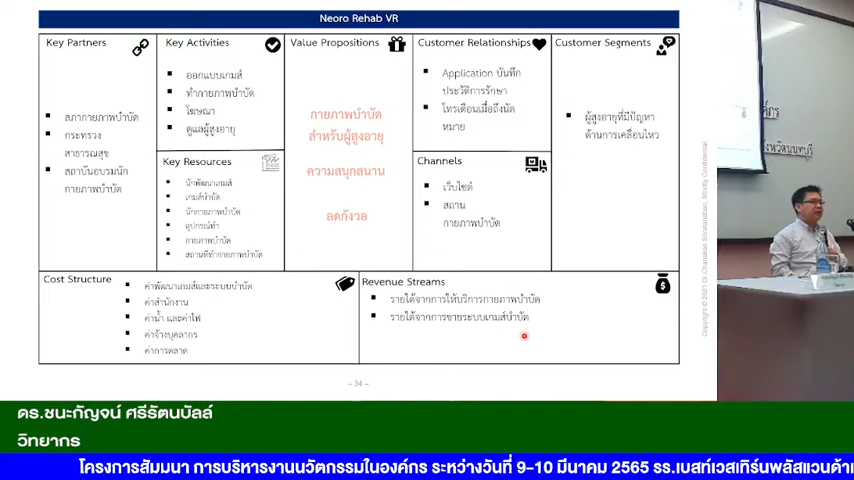 Neoro Rehab VR
Key Partners
สภากายภาพบำบัด
กระทรวง
สาธารณสุข
สถาบันอบรมนัก
กายภาพบำบัด
Key Activities
ออกแบบเกมส์
ทำกายภาพบำบัด
โฆษณา
ดูแลผู้สูงอายุ
Key Resources
นักพัฒนาเกมส์
เกมส์บำบัด
นักกายภาพบำบัด
อุปกรณ์ทำ
กายภาพบำบัด
สถานที่ทำกายภาพบำบัด
Value Propositions
กายภาพบำบัด
สำหรับผู้สูงอายุ
ความสนุกสนาน
ลดกังวล
Customer Relationships
Application บันทึก
ประวัติการรักษา
โทรเตือนเมื่อถึงนัด
หมาย
Channels
เว็บไซต์
สถาน
กายภาพบำบัด
Customer Segments
ผู้สูงอายุที่มีปัญหา
ด้านการเคลื่อนไหว
Cost Structure
ค่าพัฒนาเกมส์และระบบบำบัด
ค่าสำนักงาน
ค่าน้ำ และค่าไฟ
ค่าจ้างบุคลากร
ค่าการตลาด
Revenue Streams
รายได้จากการให้บริการกายภาพบำบัด
รายได้จากการขายระบบเกมส์บำบัด
– 34 –
Copyright © 2021 Dr.Chanakan Sriratanaban, Strictly Confidential
งค์กร
จังหวัดนนทบุรี
ดร.ชนะกัญจน์ ศรีรัตนบัลล์
วิทยากร
โครงการสัมมนา การบริหารงานนวัตกรรมในองค์กร ระหว่างวันที่ 9-10 มีนาคม 2565 รร.เบสท์เวสเทิร์นพลัสแวนด้าแ